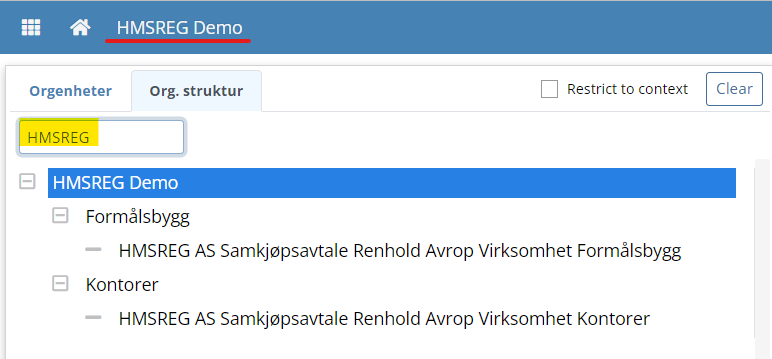 HMSREG Demo
Orgenheter Org. struktur Restrict to context Clear
HMSREG
HMSREG Demo
Formålsbygg
HMSREG AS Samkjøpsavtale Renhold Avrop Virksomhet Formålsbygg
Kontorer
HMSREG AS Samkjøpsavtale Renhold Avrop Virksomhet Kontorer